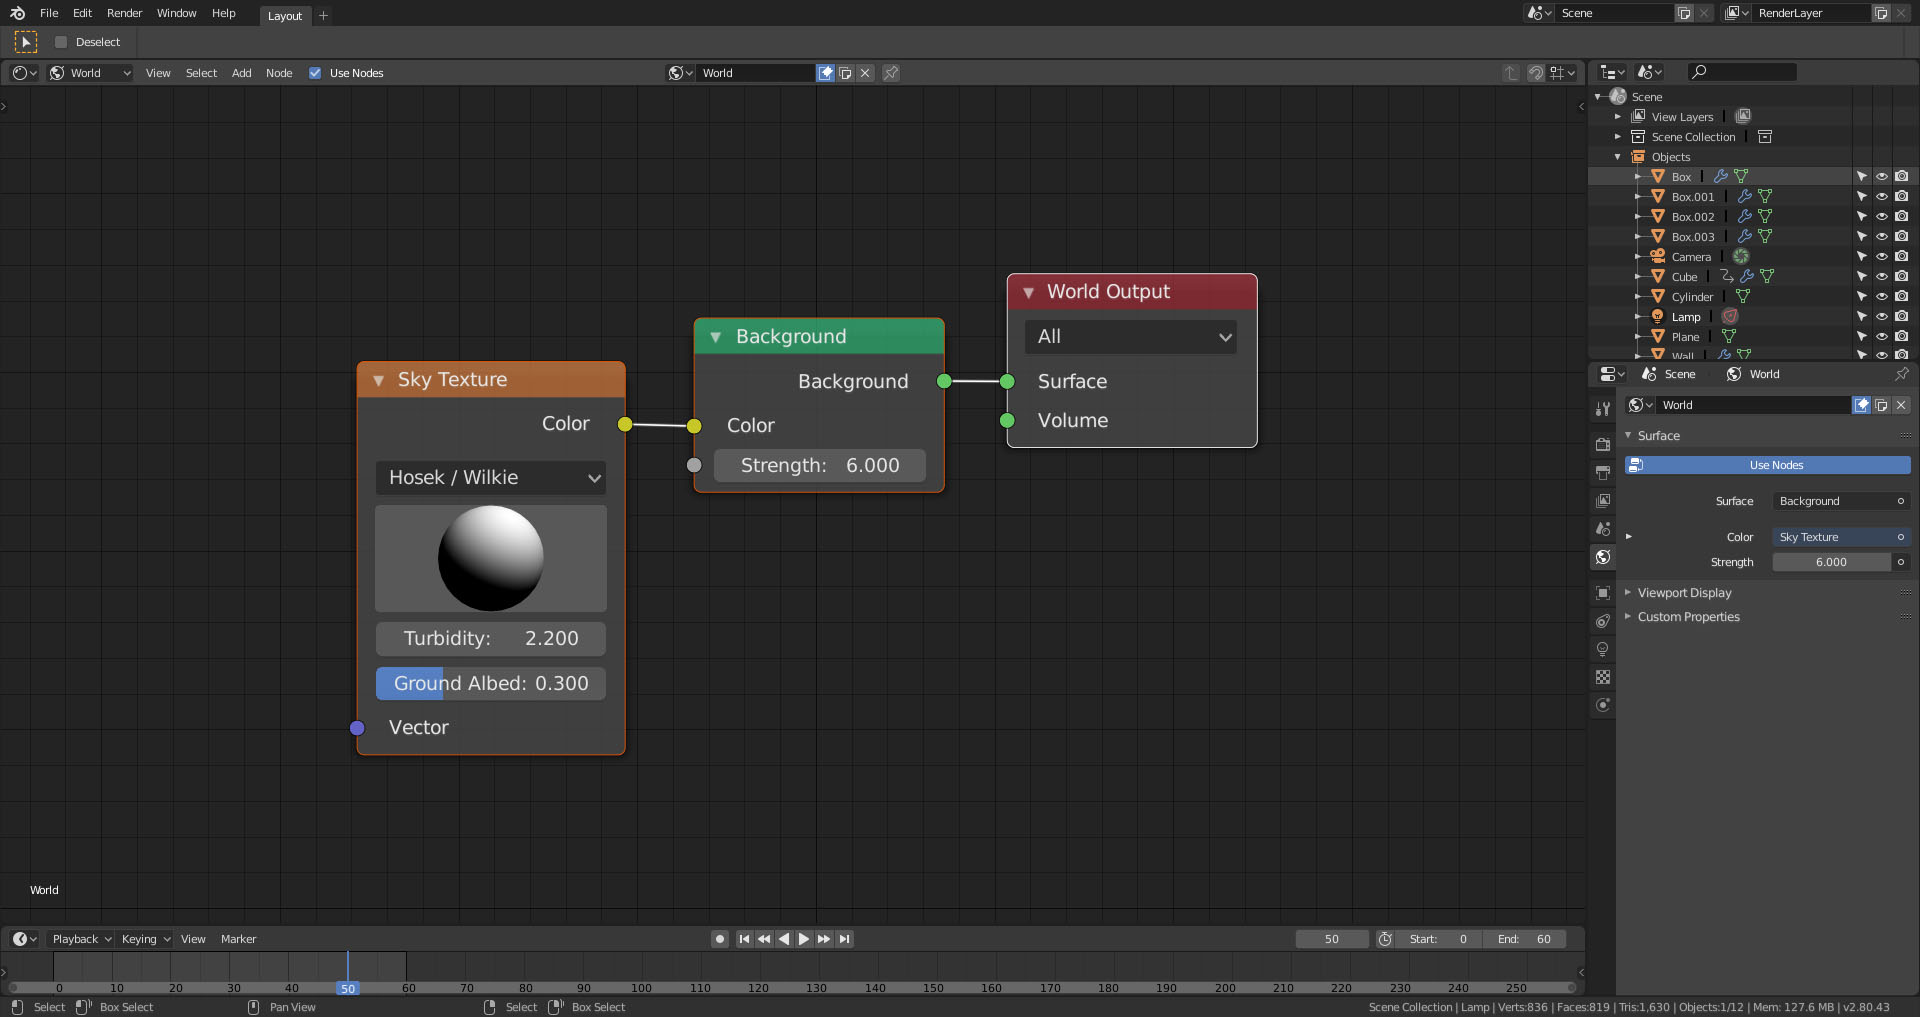 File Edit Render Window Help Layout + Scene RenderLayer
Deselect
World View Select Add Node Use Nodes World
Scene
View Layers
Scene Collection
Objects
Box
Box.001
Box.002
Box.003
Camera
Cube
Cylinder
Lamp
Plane
Wall
World Output
All
Surface
Volume
Background
Background
Color
Strength: 6.000
Sky Texture
Color
Hosek / Wilkie
Turbidity: 2.200
Ground Albed: 0.300
Vector
World
Scene World
World
Surface
Use Nodes
Surface Background
Color Sky Texture
Strength 6.000
Viewport Display
Custom Properties
Playback Keying View Marker 50 Start: 0 End: 60
0 10 20 30 40 50 60 70 80 90 100 110 120 130 140 150 160 170 180 190 200 210 220 230 240 250
Select Box Select Pan View Select Box Select Scene Collection | Lamp | Verts:836 | Faces:819 | Tris:1,630 | Objects:1/12 | Mem: 127.6 MB | v2.80.43